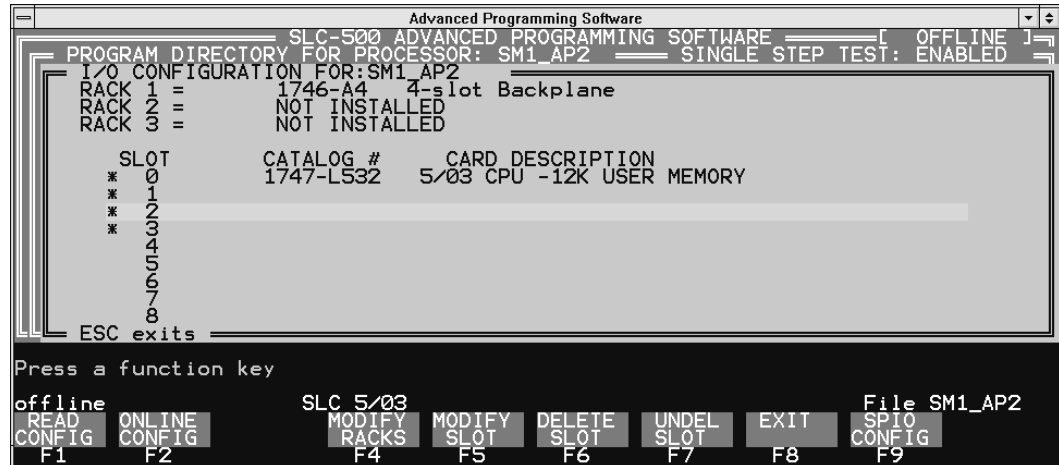 Advanced Programming Software
SLC-500 ADVANCED PROGRAMMING SOFTWARE [ OFFLINE ]
PROGRAM DIRECTORY FOR PROCESSOR: SM1_AP2 SINGLE STEP TEST: ENABLED
I/O CONFIGURATION FOR:SM1_AP2
RACK 1 = 1746-A4 4-slot Backplane
RACK 2 = NOT INSTALLED
RACK 3 = NOT INSTALLED
SLOT CATALOG # CARD DESCRIPTION
* 0 1747-L532 5/03 CPU -12K USER MEMORY
* 1
* 2
* 3
4
5
6
7
8
ESC exits
Press a function key
offline SLC 5/03 File SM1_AP2
READ ONLINE MODIFY MODIFY DELETE UNDEL EXIT SPIO
CONFIG CONFIG RACKS SLOT SLOT SLOT CONFIG
F1 F2 F4 F5 F6 F7 F8 F9